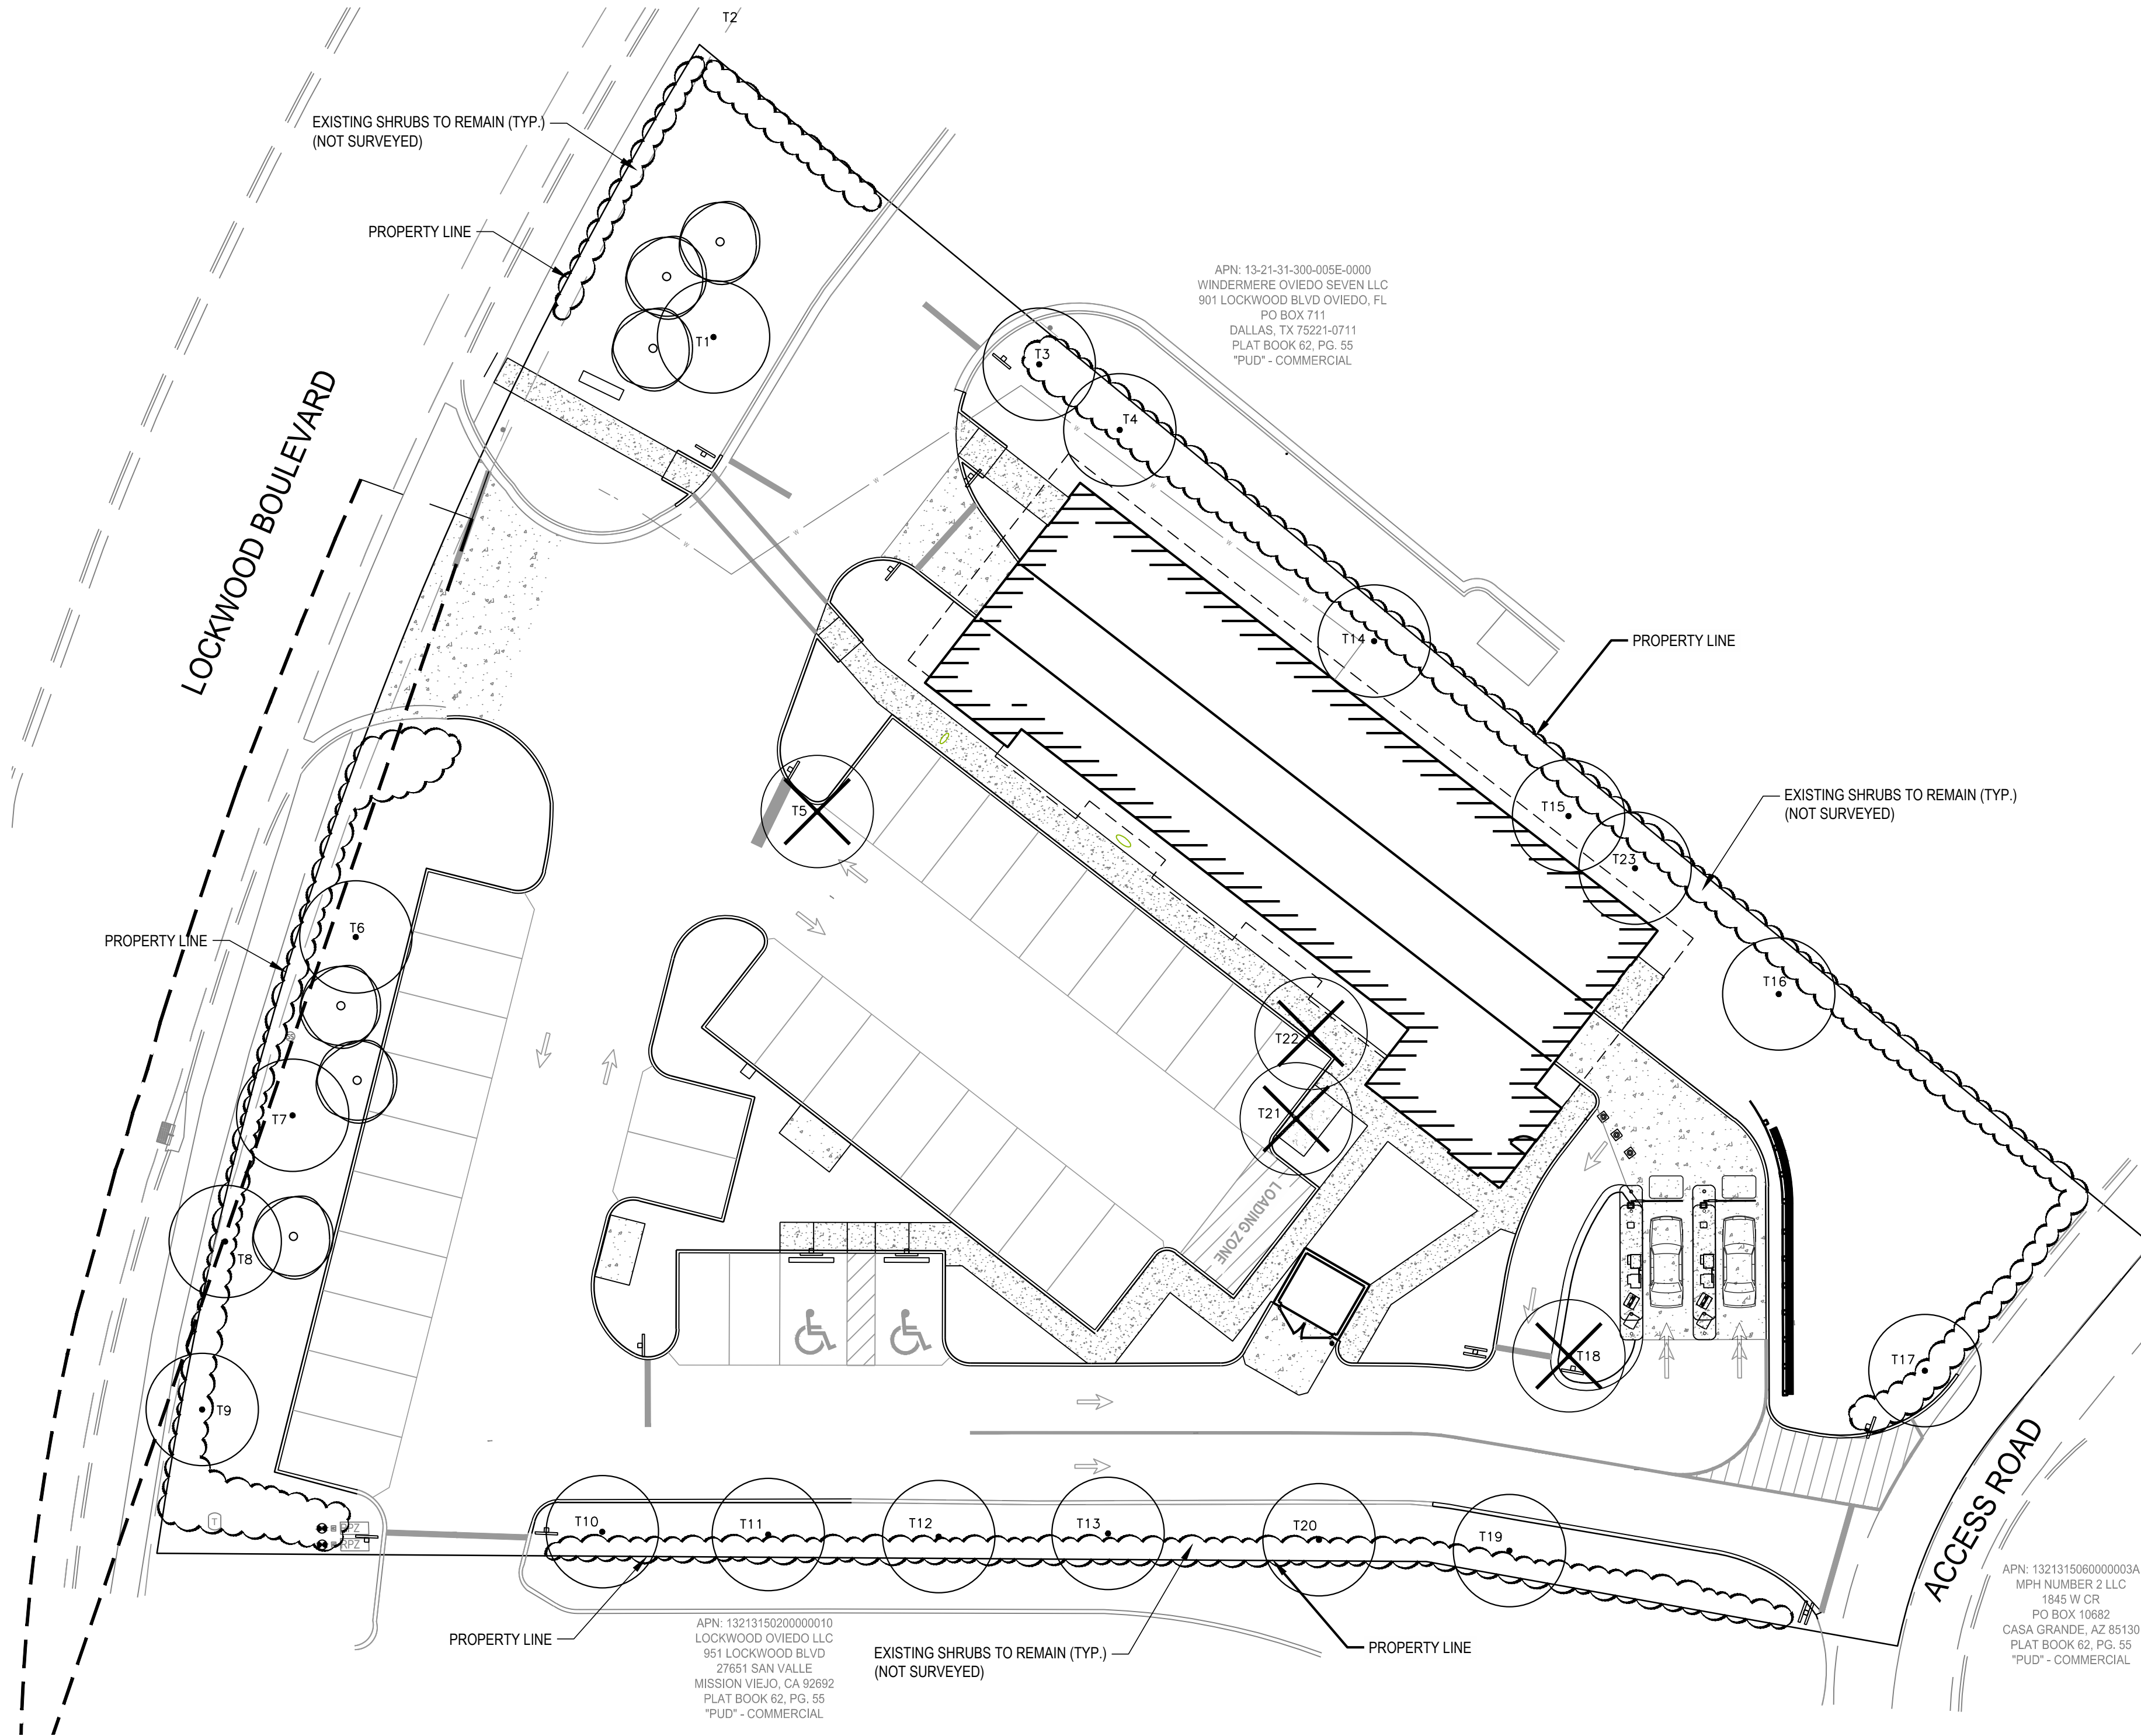 T2
EXISTING SHRUBS TO REMAIN (TYP.)
(NOT SURVEYED)
PROPERTY LINE
APN: 13-21-31-300-005E-0000
WINDERMERE OVIEDO SEVEN LLC
901 LOCKWOOD BLVD OVIEDO, FL
PO BOX 711
DALLAS, TX 75221-0711
PLAT BOOK 62, PG. 55
"PUD" - COMMERCIAL
T1
T3
T4
LOCKWOOD BOULEVARD
T14
PROPERTY LINE
T5
T15
EXISTING SHRUBS TO REMAIN (TYP.)
(NOT SURVEYED)
T23
T6
PROPERTY LINE
T16
T22
T7
T21
LOADING ZONE
T8
T18
T17
T9
ACCESS ROAD
T
RPZ
RPZ
T10
T11
T12
T13
T20
T19
PROPERTY LINE
APN: 13213150200000010
LOCKWOOD OVIEDO LLC
951 LOCKWOOD BLVD
27651 SAN VALLE
MISSION VIEJO, CA 92692
PLAT BOOK 62, PG. 55
"PUD" - COMMERCIAL
EXISTING SHRUBS TO REMAIN (TYP.)
(NOT SURVEYED)
PROPERTY LINE
APN: 1321315060000003A
MPH NUMBER 2 LLC
1845 W CR
PO BOX 10682
CASA GRANDE, AZ 85130
PLAT BOOK 62, PG. 55
"PUD" - COMMERCIAL